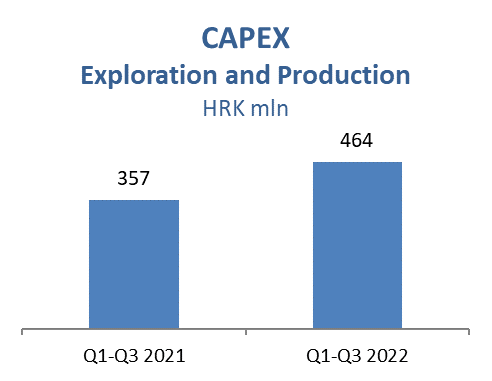 CAPEX
Exploration and Production
HRK mln
464
357
Q1-Q3 2021
Q1-Q3 2022